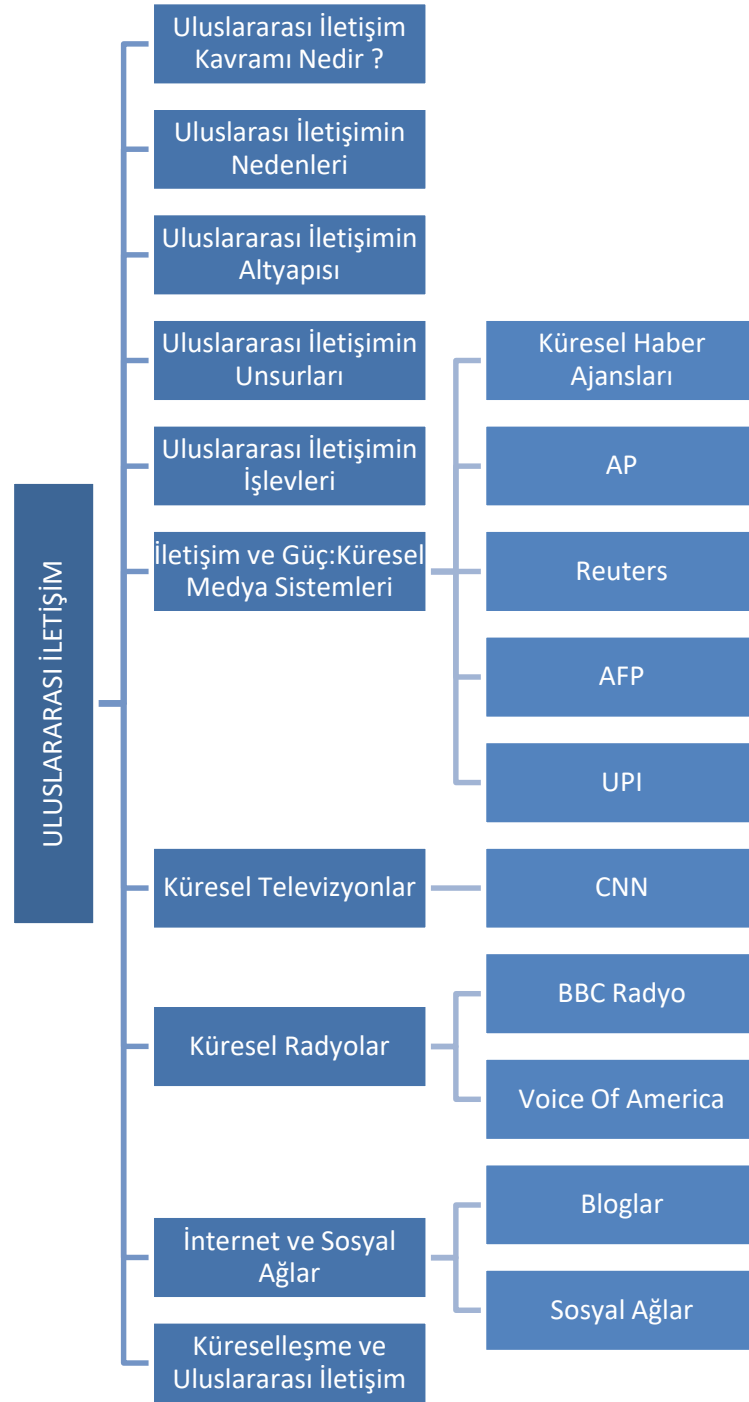 ULUSLARARASI İLETİŞİM
Uluslararası İletişim
Kavramı Nedir ?
Uluslarası İletişimin
Nedenleri
Uluslararası İletişimin
Altyapısı
Uluslararası İletişimin
Unsurları
Uluslararası İletişimin
İşlevleri
İletişim ve Güç:Küresel
Medya Sistemleri
Küresel Haber
Ajansları
AP
Reuters
AFP
UPI
Küresel Televizyonlar
CNN
Küresel Radyolar
BBC Radyo
Voice Of America
İnternet ve Sosyal
Ağlar
Bloglar
Sosyal Ağlar
Küreselleşme ve
Uluslararası İletişim